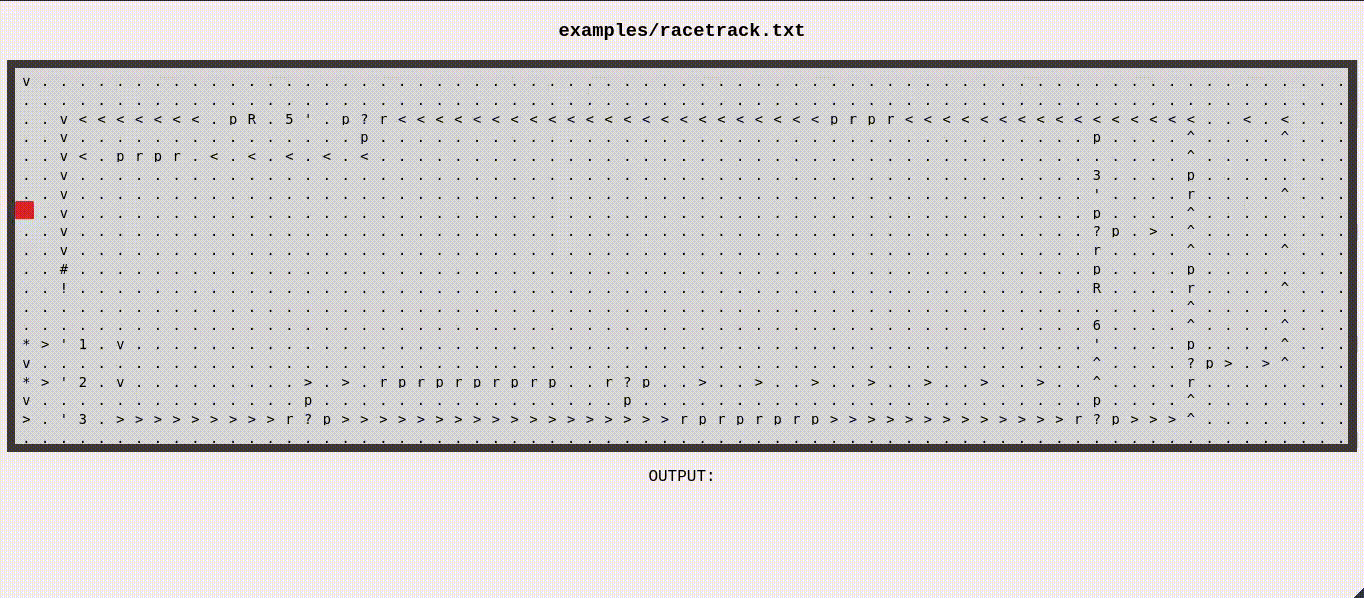 examples/racetrack.txt
v . . . . . . . . . . . . . . . . . . . . . . . . . . . . . . . . . . . . . . . . . . . . . . . . . . . . . . . . . . . . . . . . . . . . . .
. . . . . . . . . . . . . . . . . . . . . . . . . . . . . . . . . . . . . . . . . . . . . . . . . . . . . . . . . . . . . . . . . . . . . . .
. . v < < < < < < < . p R . 5 ' . p ? r < < < < < < < < < < < < < < < < < < < < < < < p r p r < < < < < < < < < < < < < < < < . . < . < . . .
. . v . . . . . . . . . . . . . . . p . . . . . . . . . . . . . . . . . . . . . . . . . . . . . . . . . . . . . . p . . . . ^ . . . . ^ . . .
. . v < . p r p r . < . < . < . < . < . . . . . . . . . . . . . . . . . . . . . . . . . . . . . . . . . . . . . . . . . . . ^ . . . . . . . .
. . v . . . . . . . . . . . . . . . . . . . . . . . . . . . . . . . . . . . . . . . . . . . . . . . . . . . . . . 3 . . . . p . . . . . . . .
. . v . . . . . . . . . . . . . . . . . . . . . . . . . . . . . . . . . . . . . . . . . . . . . . . . . . . . . . ' . . . . r . . . . ^ . . .
. v . . . . . . . . . . . . . . . . . . . . . . . . . . . . . . . . . . . . . . . . . . . . . . . . . . . . . . p . . . . ^ . . . . . . . .
. . v . . . . . . . . . . . . . . . . . . . . . . . . . . . . . . . . . . . . . . . . . . . . . . . . . . . . . . ? p . > . ^ . . . . . . . .
. . v . . . . . . . . . . . . . . . . . . . . . . . . . . . . . . . . . . . . . . . . . . . . . . . . . . . . . . r . . . . ^ . . . . ^ . . .
. . # . . . . . . . . . . . . . . . . . . . . . . . . . . . . . . . . . . . . . . . . . . . . . . . . . . . . . . p . . . . p . . . . . . . .
. . ! . . . . . . . . . . . . . . . . . . . . . . . . . . . . . . . . . . . . . . . . . . . . . . . . . . . . . . R . . . . r . . . . ^ . . .
. . . . . . . . . . . . . . . . . . . . . . . . . . . . . . . . . . . . . . . . . . . . . . . . . . . . . . . . . . . . . . ^ . . . . . . . .
. . . . . . . . . . . . . . . . . . . . . . . . . . . . . . . . . . . . . . . . . . . . . . . . . . . . . . . . . 6 . . . . ^ . . . . ^ . . .
* > ' 1 . v . . . . . . . . . . . . . . . . . . . . . . . . . . . . . . . . . . . . . . . . . . . . . . . . . . . ' . . . . p . . . . ^ . . .
v . . . . . . . . . . . . . . . . . . . . . . . . . . . . . . . . . . . . . . . . . . . . . . . . . . . . . . . . ^ . . . . ? p > . > ^ . . .
* > ' 2 . v . . . . . . . . . > . > . r p r p r p r p r p . . r ? p . . > . . > . . > . . > . . > . . > . . > . . ^ . . . . r . . . . . . . .
v . . . . . . . . . . . . . . p . . . . . . . . . . . . . . . . p . . . . . . . . . . . . . . . . . . . . . . . . p . . . . ^ . . . . . . . .
> . ' 3 . > > > > > > > > > r ? p > > > > > > > > > > > > > > > > > > r p r p r p r p > > > > > > > > > > > > > r ? p > > > ^ . . . . . . . .
. . . . . . . . . . . . . . . . . . . . . . . . . . . . . . . . . . . . . . . . . . . . . . . . . . . . . . . . . . . . . . . . . . . . . . .
OUTPUT: